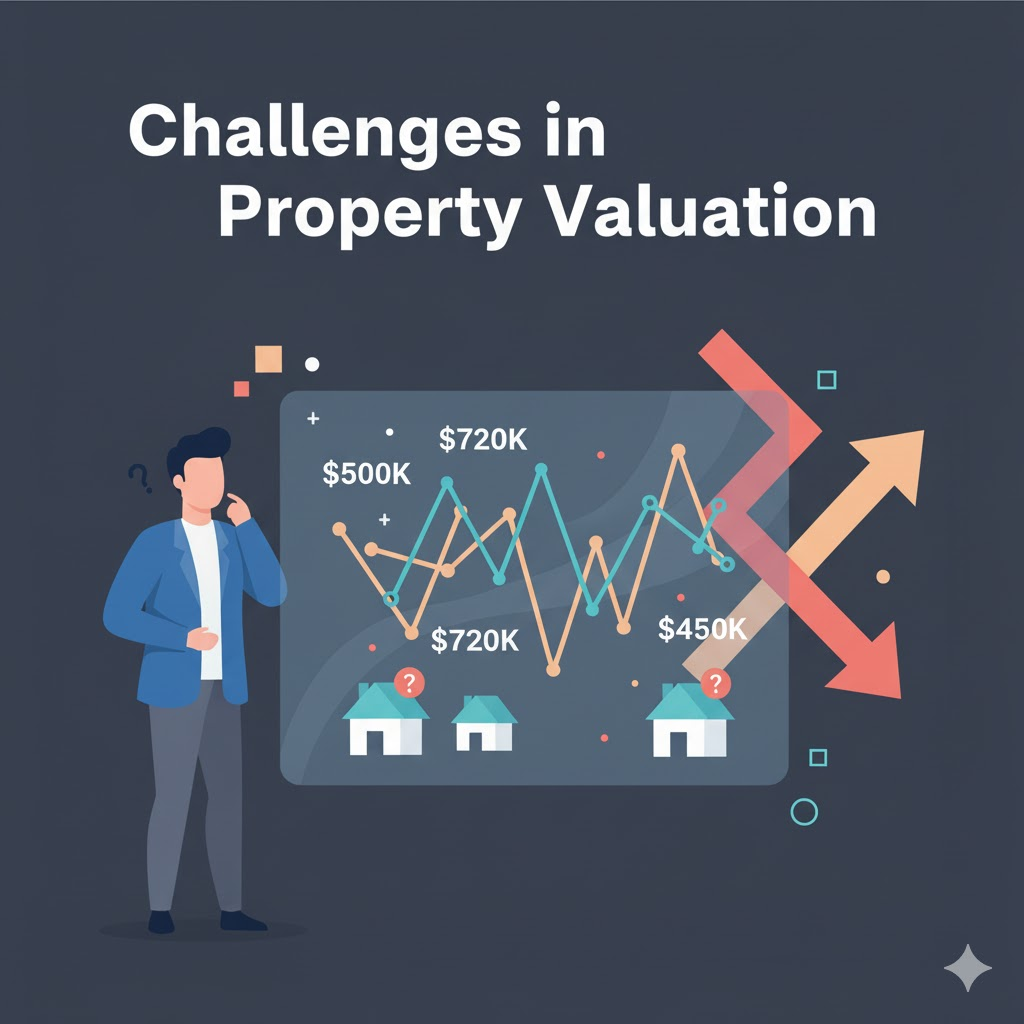 Challenges in
Property Valuation
?
$720K
$500K
$720K
$450K
?
?